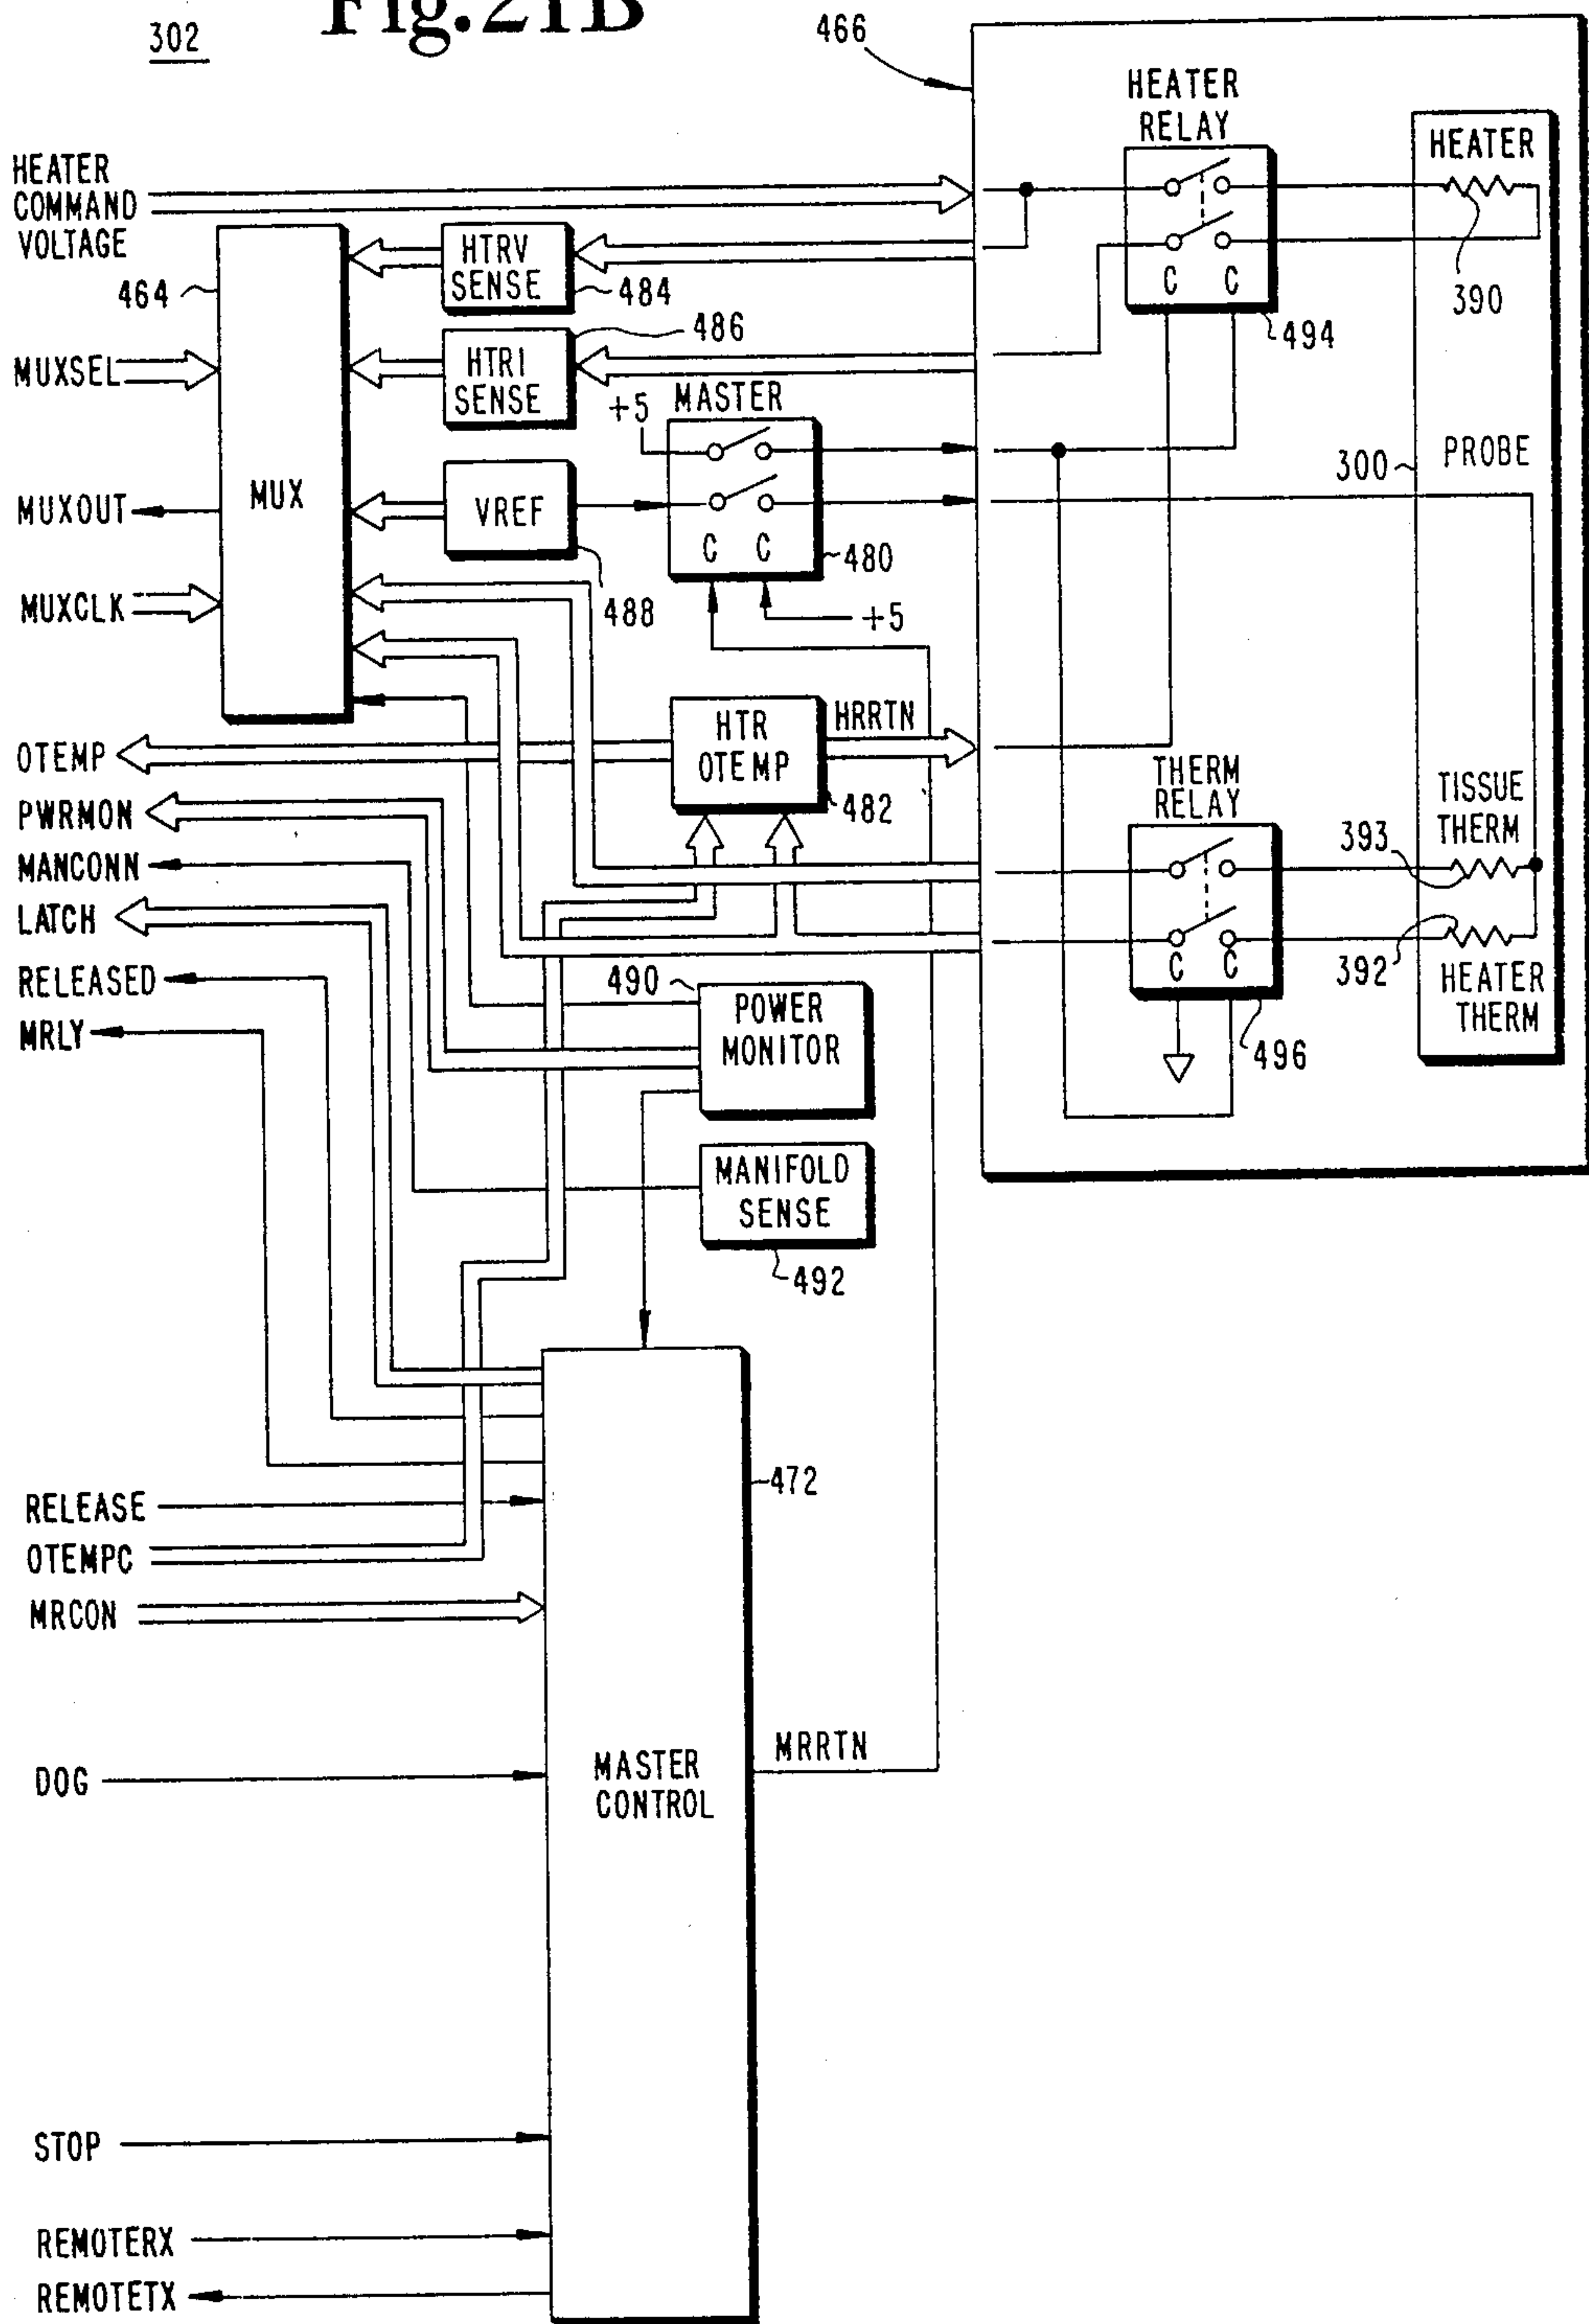 Fig.21B
302
466
HEATER
RELAY
HEATER
HEATER
COMMAND
VOLTAGE
HTRV
SENSE
484
464
C C
390
494
486
MUXSEL
HTRI
SENSE
+5
MASTER
300
PROBE
MUXOUT
MUX
VREF
C C
480
MUXCLK
488
+5
OTEMP
HTR
OTEMP
HRRTN
482
THERM
RELAY
TISSUE
THERM
PWRMON
393
MANCONN
LATCH
C C
392
HEATER
THERM
RELEASED
490
POWER
MONITOR
496
MRLY
MANIFOLD
SENSE
492
472
RELEASE
OTEMPC
MRCON
MRRTN
DOG
MASTER
CONTROL
STOP
REMOTERX
REMOTETX